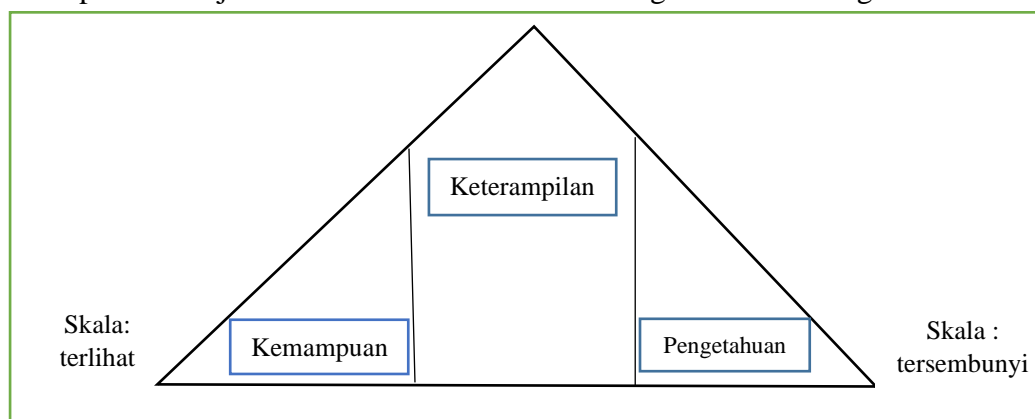 Keterampilan
Skala:
terlihat
Kemampuan
Pengetahuan
Skala :
tersembunyi